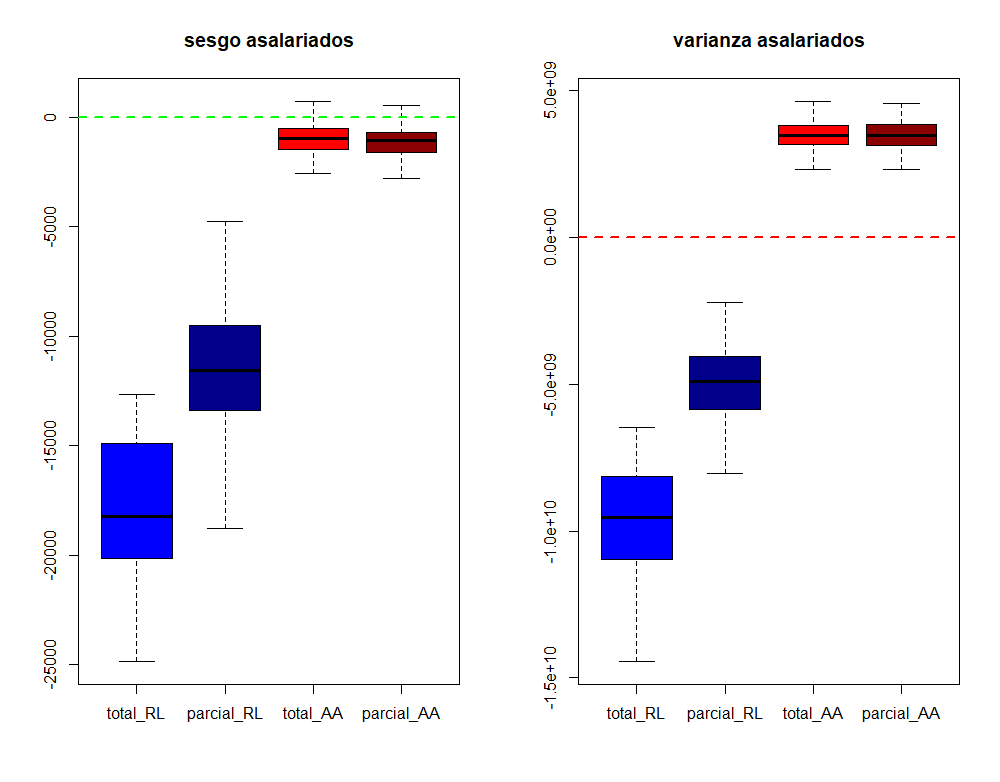 sesgo asalariados
0
-5000
-10000
-15000
-20000
-25000
total_RL parcial_RL total_AA parcial_AA
varianza asalariados
5.0e+09
0.0e+00
-5.0e+09
-1.0e+10
-1.5e+10
total_RL parcial_RL total_AA parcial_AA